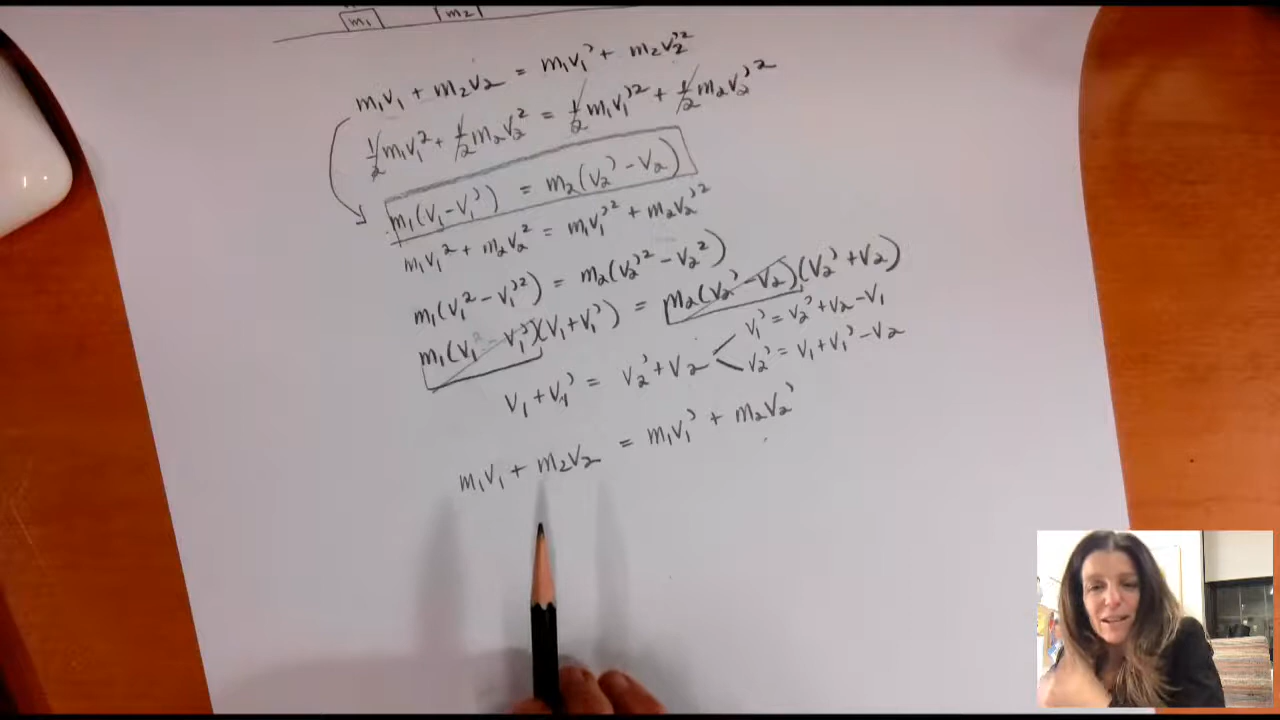 m₁ m₂
m₁v₁ + m₂v₂ = m₁v₁' + m₂v₂'²
½m₁v₁² + ½m₂v₂² = ½m₁v₁'² + ½m₂v₂'²
m₁(v₁ - v₁') = m₂(v₂' - v₂)
m₁v₁² + m₂v₂² = m₁v₁'² + m₂v₂'²
m₁(v₁² - v₁'²) = m₂(v₂'² - v₂²)
m₁(v₁ - v₁')(v₁ + v₁') = m₂(v₂' - v₂)(v₂' + v₂)
v₁ + v₁' = v₂' + v₂
v₁' = v₂' + v₂ - v₁
v₂' = v₁ + v₁' - v₂
m₁v₁ + m₂v₂ = m₁v₁' + m₂v₂'